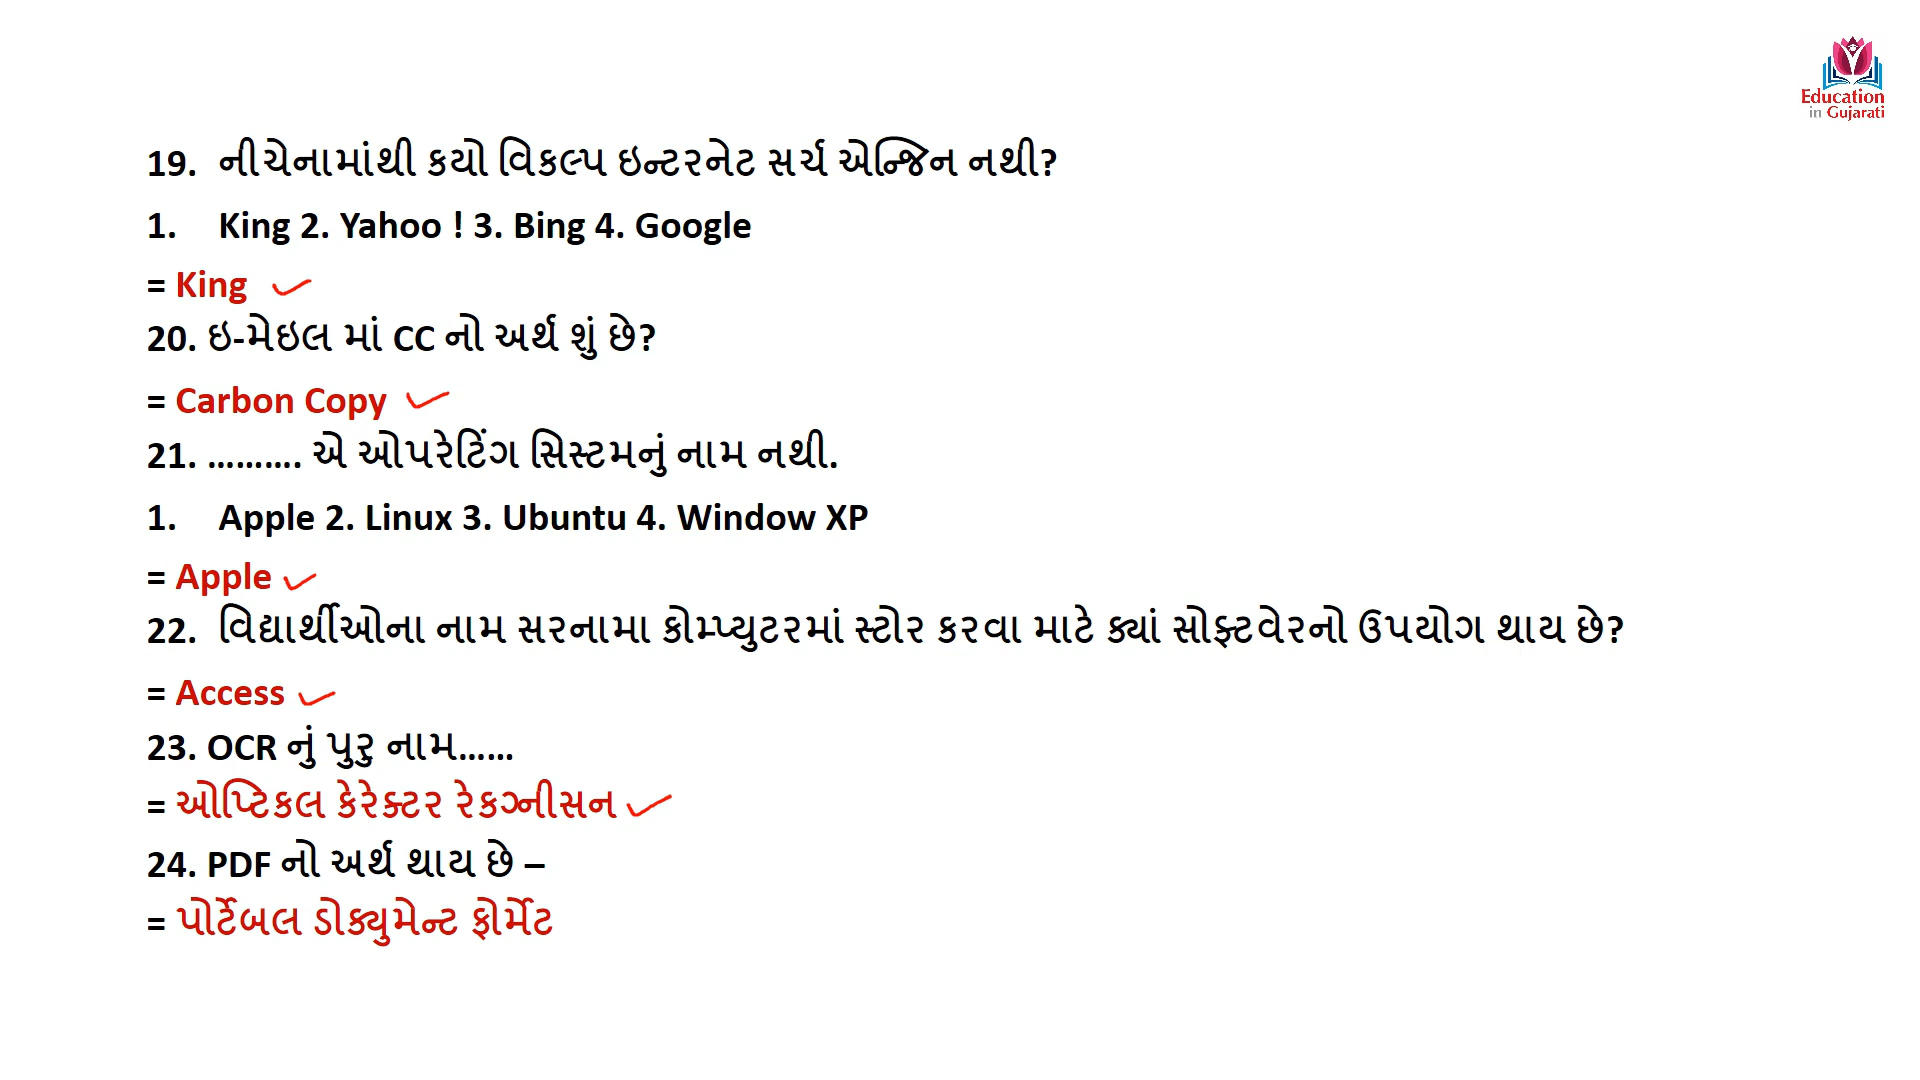 Education
in Gujarati
19. નીચેનામાંથી કયો વિકલ્પ ઇન્ટરનેટ સર્ચ એન્જિન નથી?
1. King 2. Yahoo ! 3. Bing 4. Google
= King
20. ઇ-મેઇલ માં CC નો અર્થ શું છે?
= Carbon Copy
21. .......... એ ઓપરેટિંગ સિસ્ટમનું નામ નથી.
1. Apple 2. Linux 3. Ubuntu 4. Window XP
= Apple
22. વિદ્યાર્થીઓના નામ સરનામા કોમ્પ્યુટરમાં સ્ટોર કરવા માટે ક્યાં સોફ્ટવેરનો ઉપયોગ થાય છે?
= Access
23. OCR નું પુરુ નામ......
= ઓપ્ટિકલ કેરેક્ટર રેકગ્નીસન
24. PDF નો અર્થ થાય છે –
= પોર્ટેબલ ડોક્યુમેન્ટ ફોર્મેટ